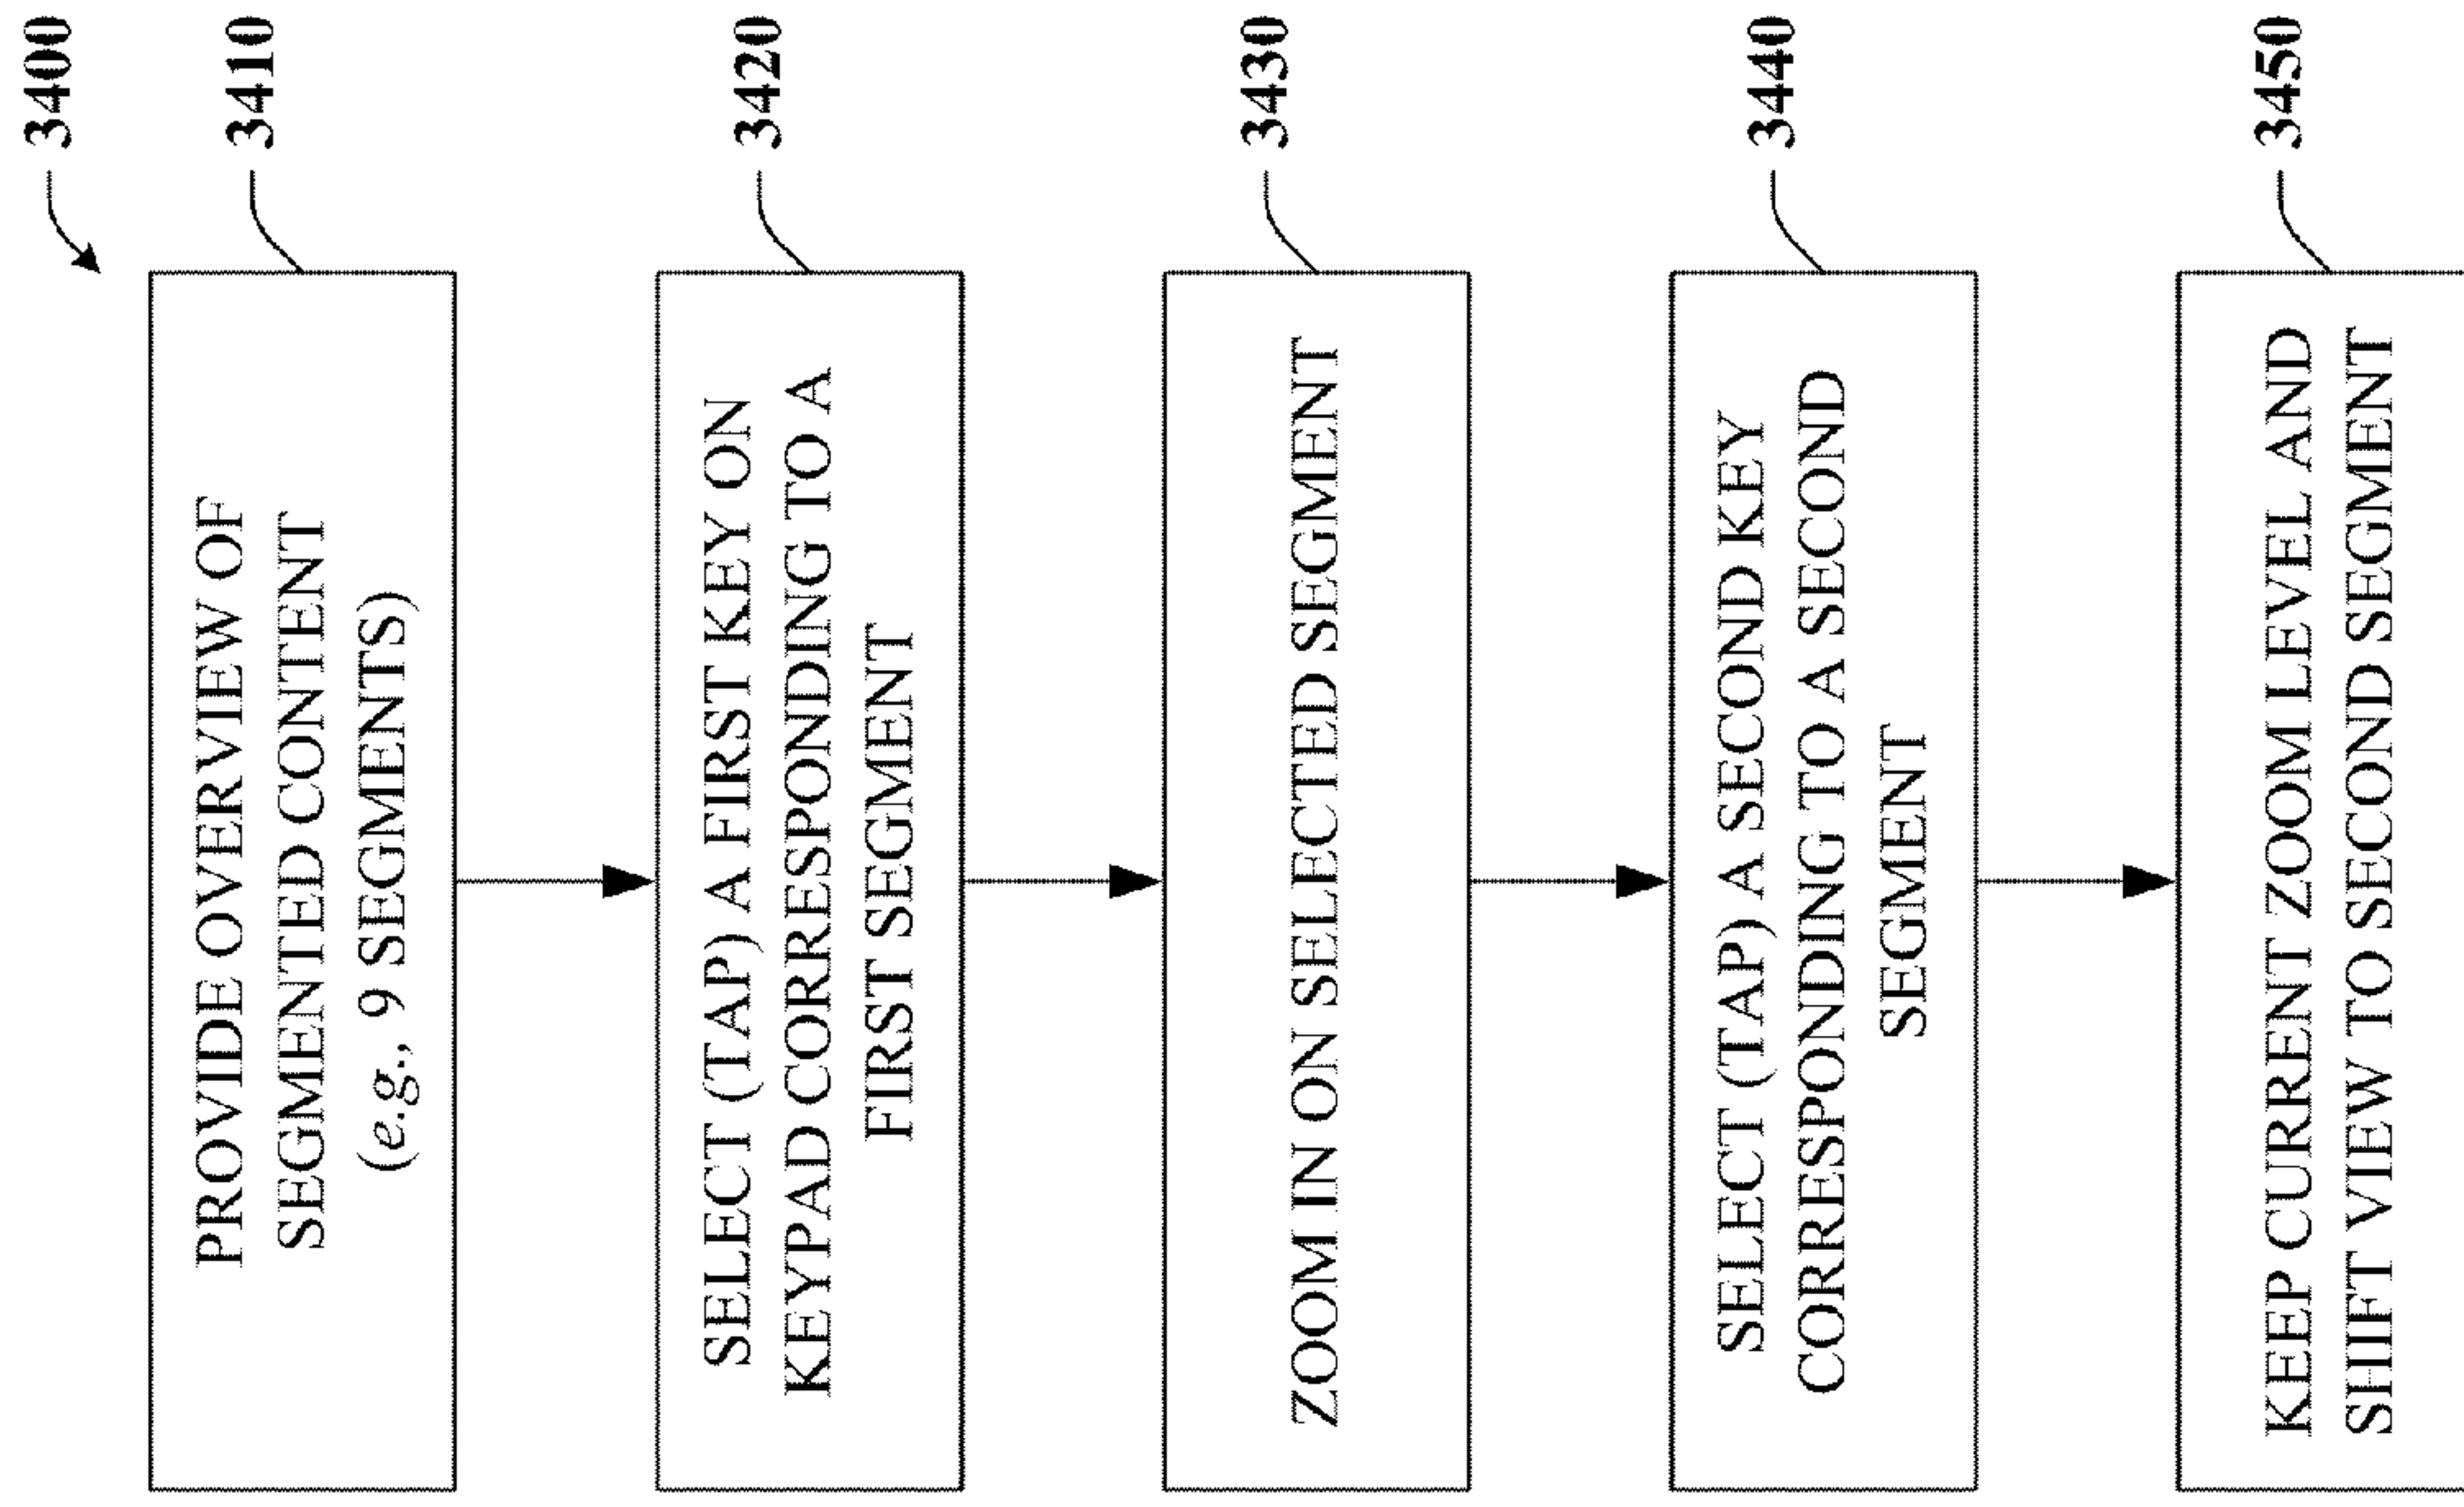 3400
PROVIDE OVERVIEW OF
SEGMENTED CONTENT
(e.g., 9 SEGMENTS)
3410
SELECT (TAP) A FIRST KEY ON
KEYPAD CORRESPONDING TO A
FIRST SEGMENT
3420
ZOOM IN ON SELECTED SEGMENT
3430
SELECT (TAP) A SECOND KEY
CORRESPONDING TO A SECOND
SEGMENT
3440
KEEP CURRENT ZOOM LEVEL AND
SHIFT VIEW TO SECOND SEGMENT
3450